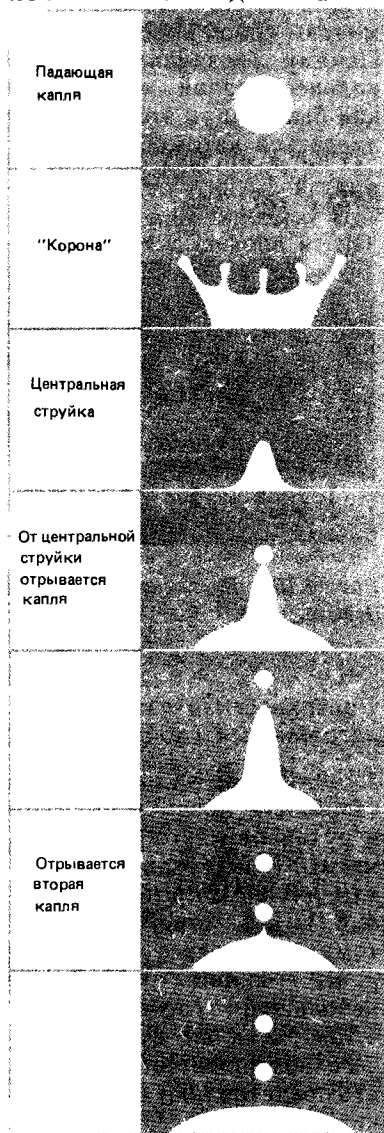 Падающая
капля
"Корона"
Центральная
струйка
От центральной
струйки
отрывается
капля
Отрывается
вторая
капля